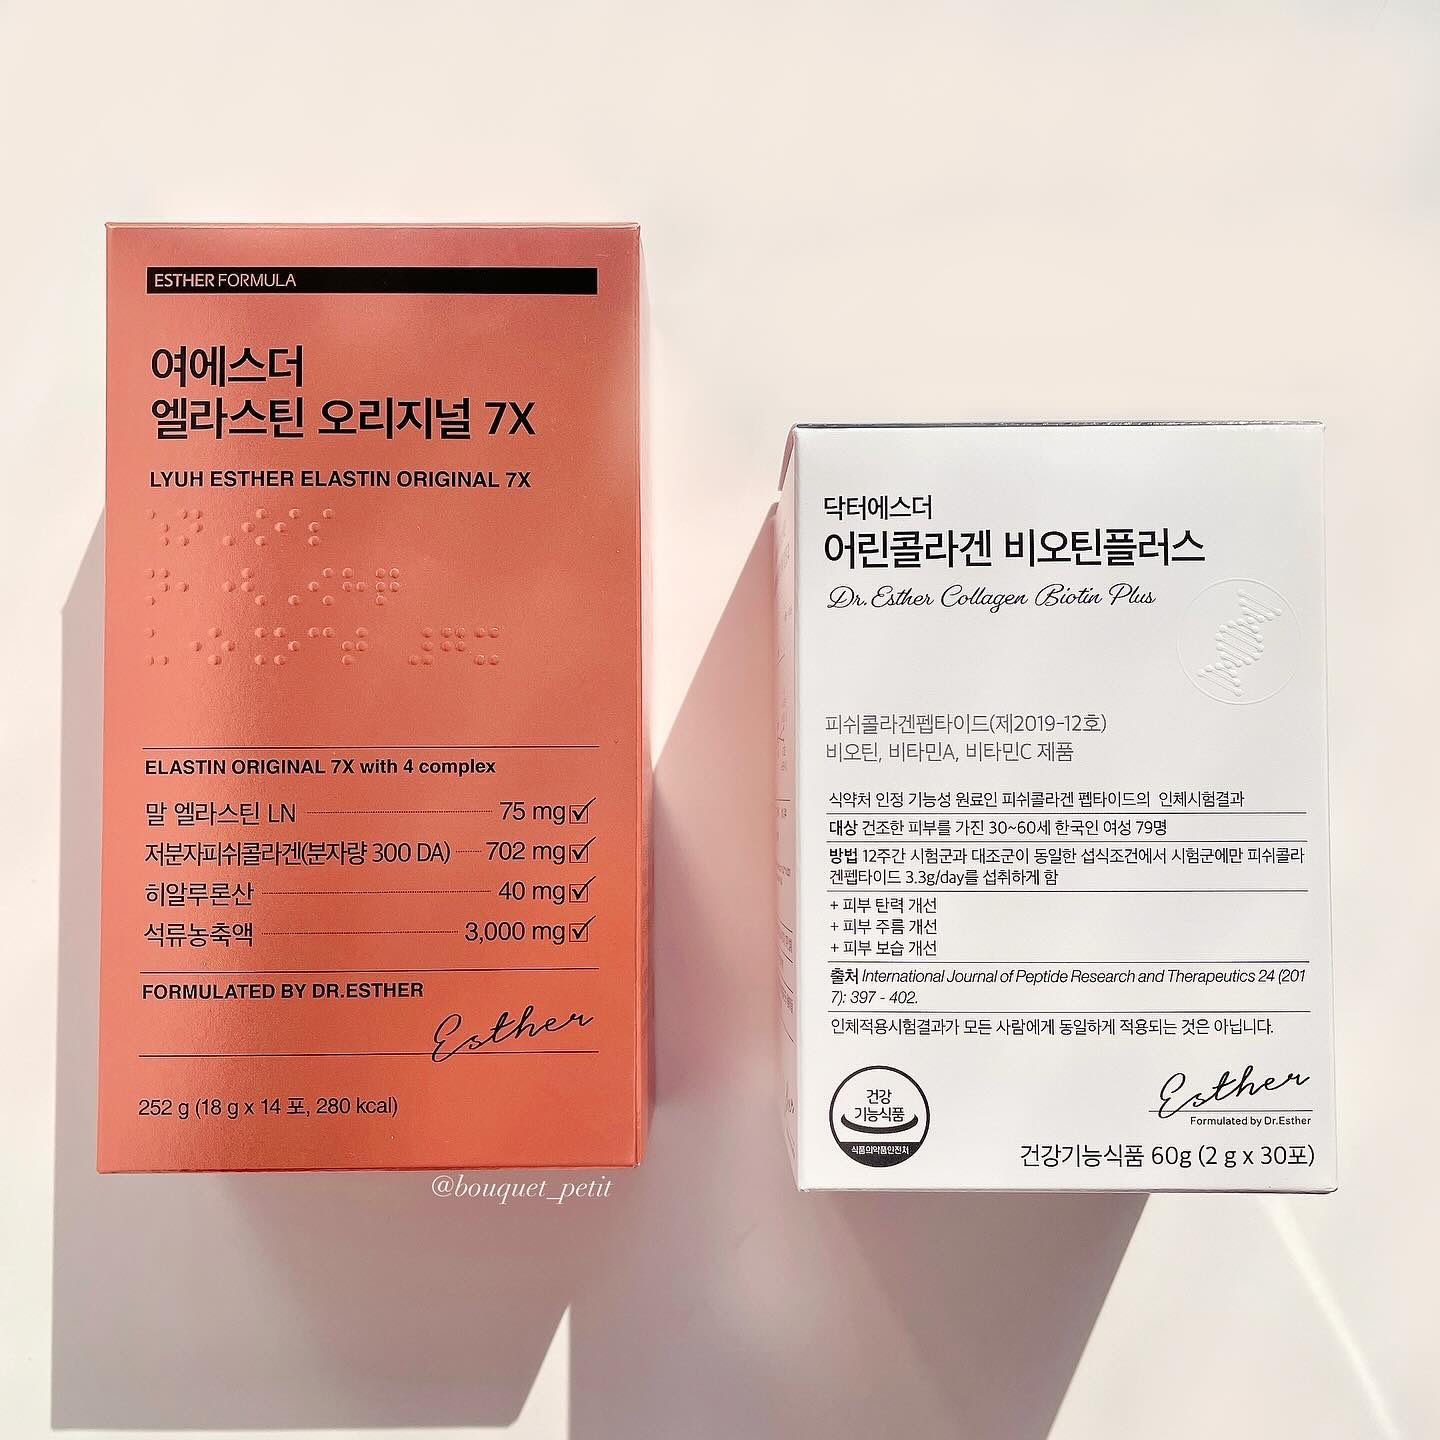 ESTHER FORMULA
여에스더
엘라스틴 오리지널 7X
LYUH ESTHER ELASTIN ORIGINAL 7X
ELASTIN ORIGINAL 7X with 4 complex
말 엘라스틴 LN 75 mg
저분자피쉬콜라겐(분자량 300 DA) 702 mg
히알루론산 40 mg
석류농축액 3,000 mg
FORMULATED BY DR.ESTHER
Esther
252 g (18 g x 14 포, 280 kcal)
@bouquet_petit
닥터에스더
어린콜라겐 비오틴플러스
Dr. Esther Collagen Biotin Plus
피쉬콜라겐펩타이드(제2019-12호)
비오틴, 비타민A, 비타민C 제품
식약처 인정 기능성 원료인 피쉬콜라겐 펩타이드의 인체시험결과
대상 건조한 피부를 가진 30~60세 한국인 여성 79명
방법 12주간 시험군과 대조군이 동일한 섭식조건에서 시험군에만 피쉬콜라
겐펩타이드 3.3g/day를 섭취하게 함
+ 피부 탄력 개선
+ 피부 주름 개선
+ 피부 보습 개선
출처 International Journal of Peptide Research and Therapeutics 24 (201
7): 397 - 402.
인체적용시험결과가 모든 사람에게 동일하게 적용되는 것은 아닙니다.
건강
기능식품
식품의약품안전처
Esther
Formulated by Dr.Esther
건강기능식품 60g (2 g x 30포)